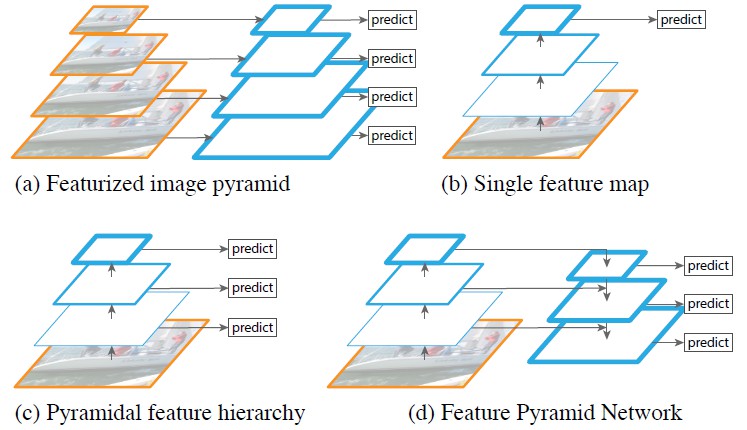 predict
predict
predict
predict
(a) Featurized image pyramid
predict
(b) Single feature map
predict
predict
predict
(c) Pyramidal feature hierarchy
predict
predict
predict
(d) Feature Pyramid Network